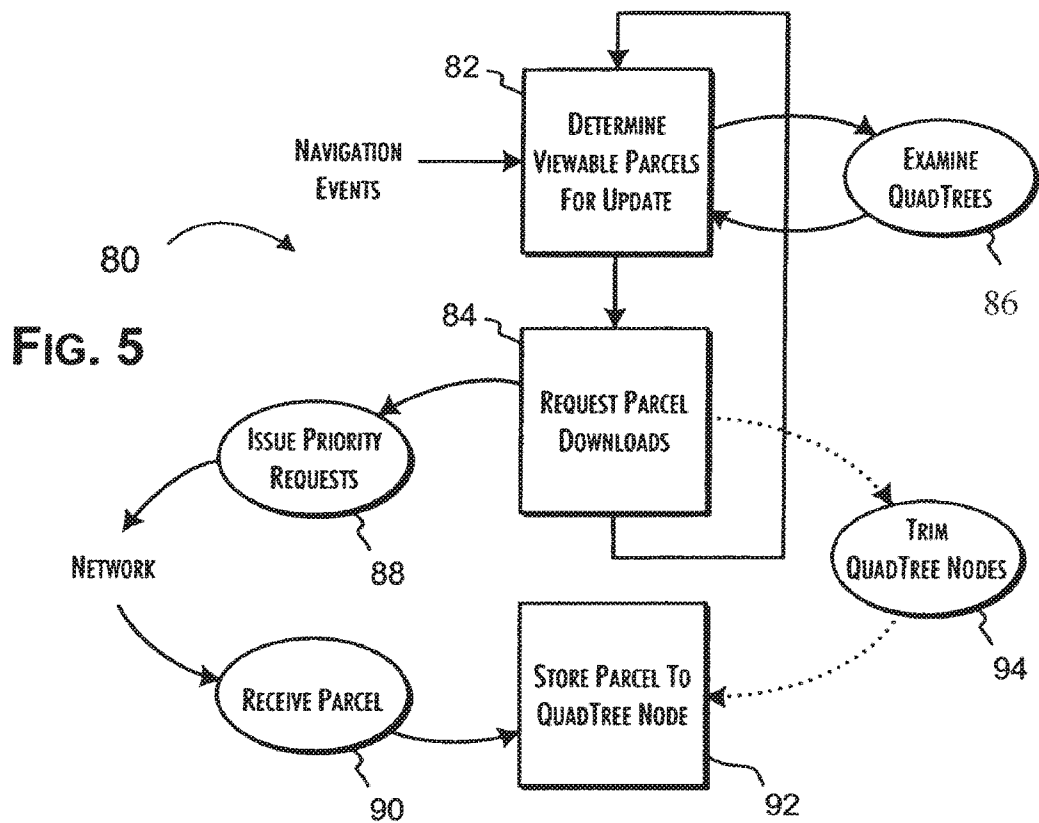 82
DETERMINE
VIEWABLE PARCELS
FOR UPDATE
NAVIGATION
EVENTS
EXAMINE
QUADTREES
86
80
FIG. 5
84
REQUEST PARCEL
DOWNLOADS
ISSUE PRIORITY
REQUESTS
88
NETWORK
TRIM
QUADTREE NODES
94
RECEIVE PARCEL
90
STORE PARCEL TO
QUADTREE NODE
92